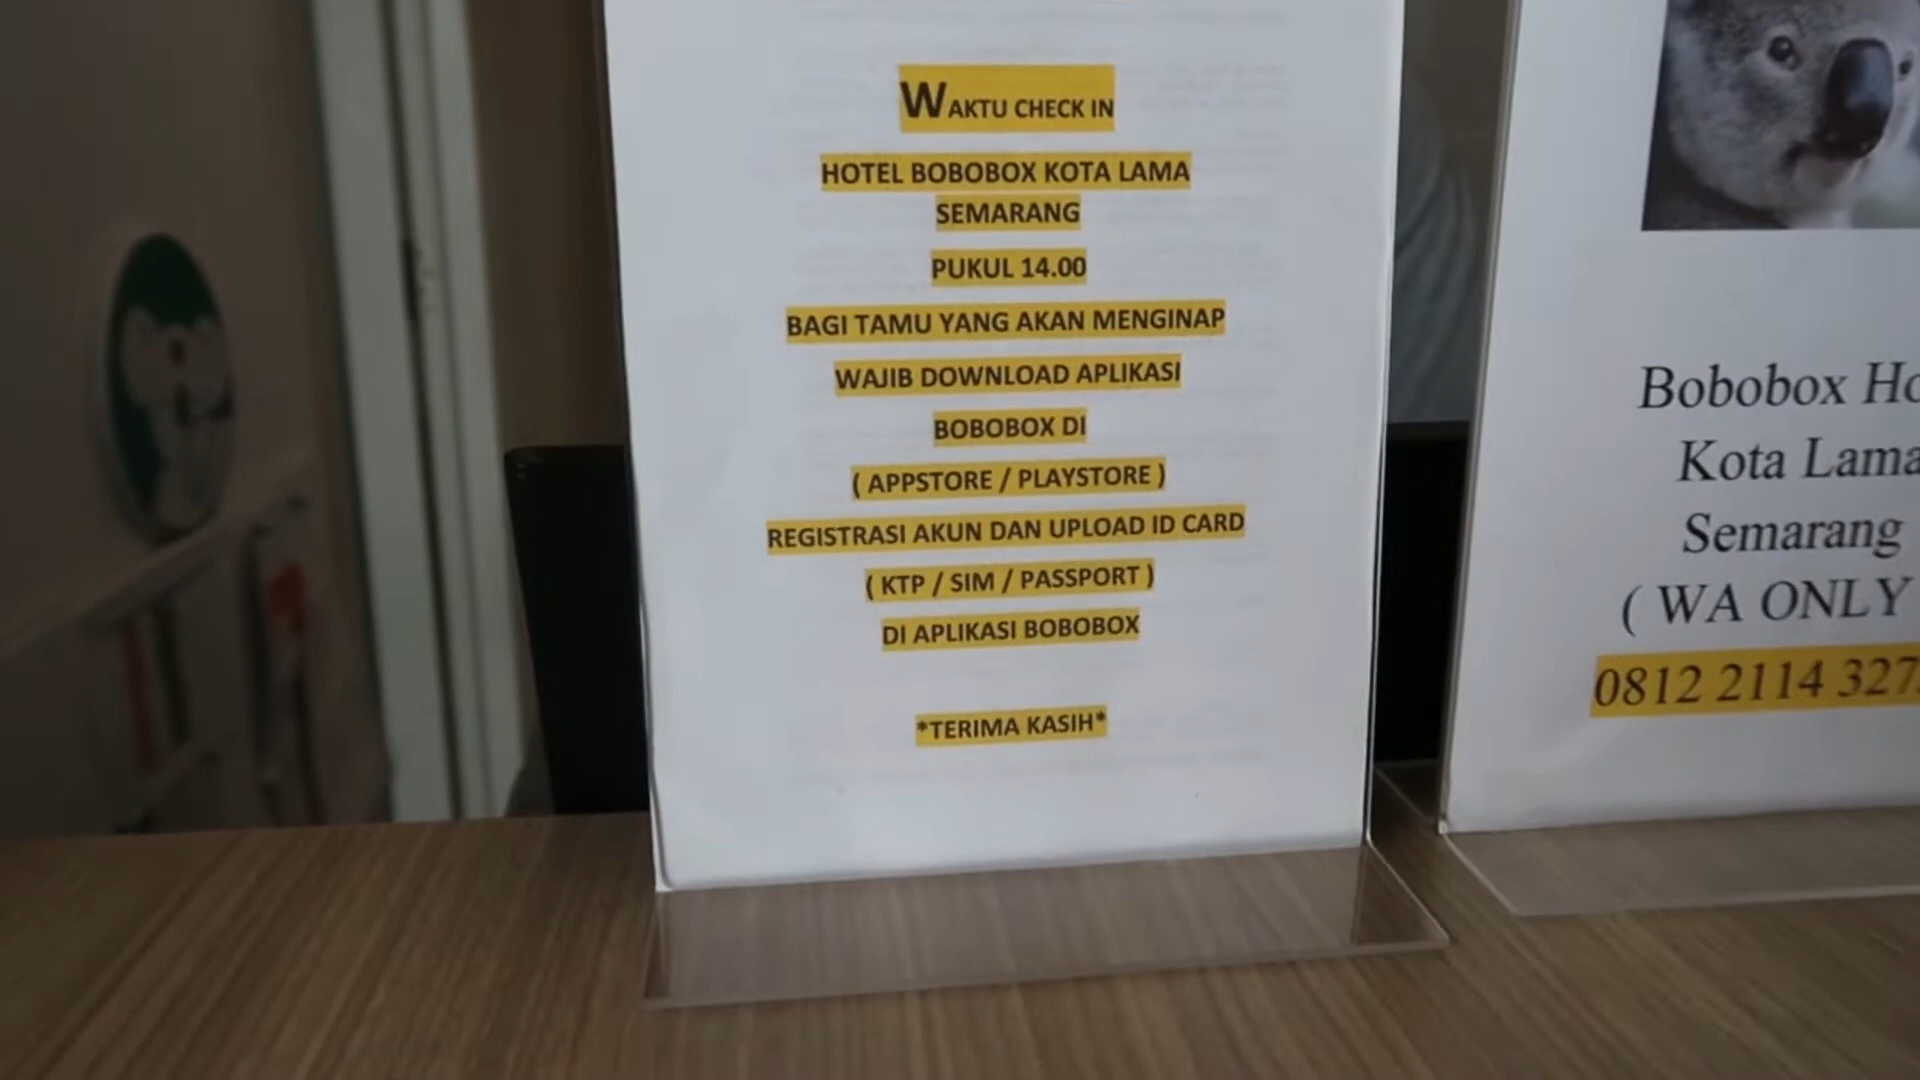 WAKTU CHECK IN
HOTEL BOBOBOX KOTA LAMA
SEMARANG
PUKUL 14.00
BAGI TAMU YANG AKAN MENGINAP
WAJIB DOWNLOAD APLIKASI
BOBOBOX DI
( APPSTORE / PLAYSTORE )
REGISTRASI AKUN DAN UPLOAD ID CARD
( KTP / SIM / PASSPORT )
DI APLIKASI BOBOBOX
*TERIMA KASIH*
Bobobox Ho
Kota Lama
Semarang
( WA ONLY
0812 2114 327